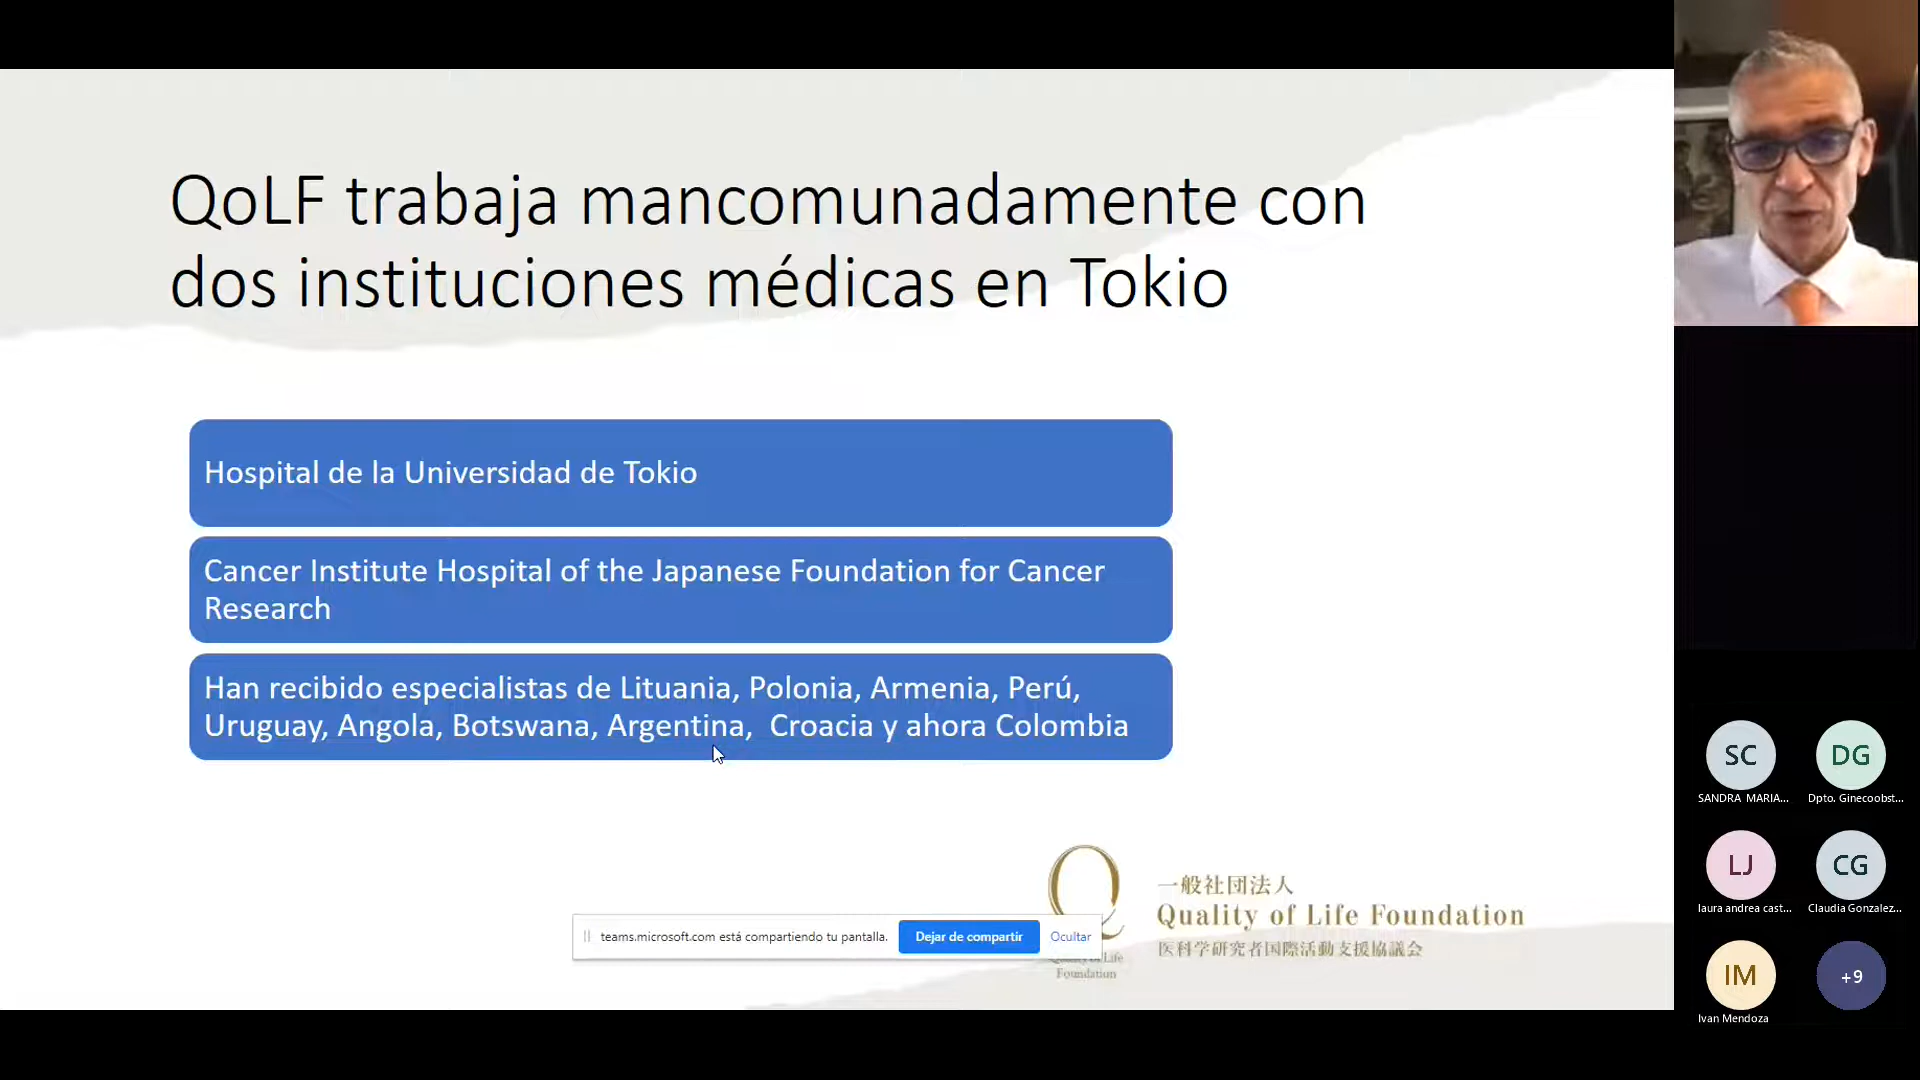 QoLF trabaja mancomunadamente con
dos instituciones médicas en Tokio
Hospital de la Universidad de Tokio
Cancer Institute Hospital of the Japanese Foundation for Cancer
Research
Han recibido especialistas de Lituania, Polonia, Armenia, Perú,
Uruguay, Angola, Botswana, Argentina,  Croacia y ahora Colombia
一般社団法人
Quality of Life Foundation
医科学研究者国際活動支援協議会
Quality of Life
Foundation
teams.microsoft.com está compartiendo tu pantalla.
Dejar de compartir
Ocultar
SC
SANDRA MARIA...
DG
Dpto. Ginecoobst...
LJ
laura andrea cast...
CG
Claudia Gonzalez...
IM
Ivan Mendoza
+9